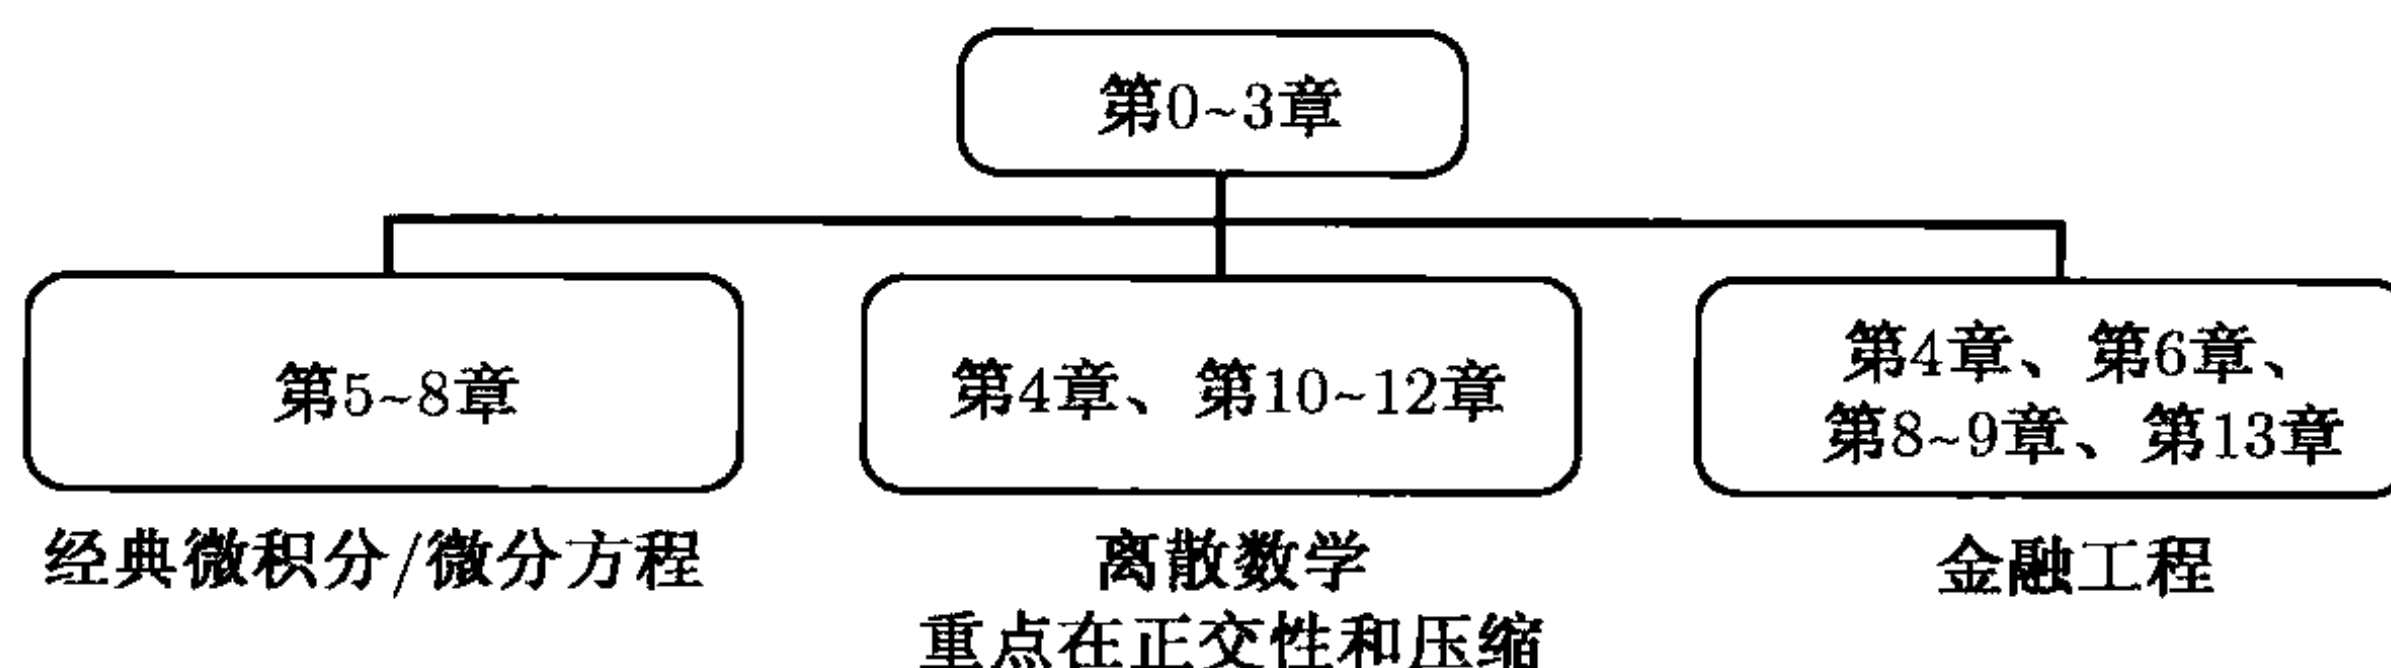 第0~3章
第5~8章
第4章、第10~12章
第4章、第6章、
第8~9章、第13章
经典微积分/微分方程
离散数学
重点在正交性和压缩
金融工程